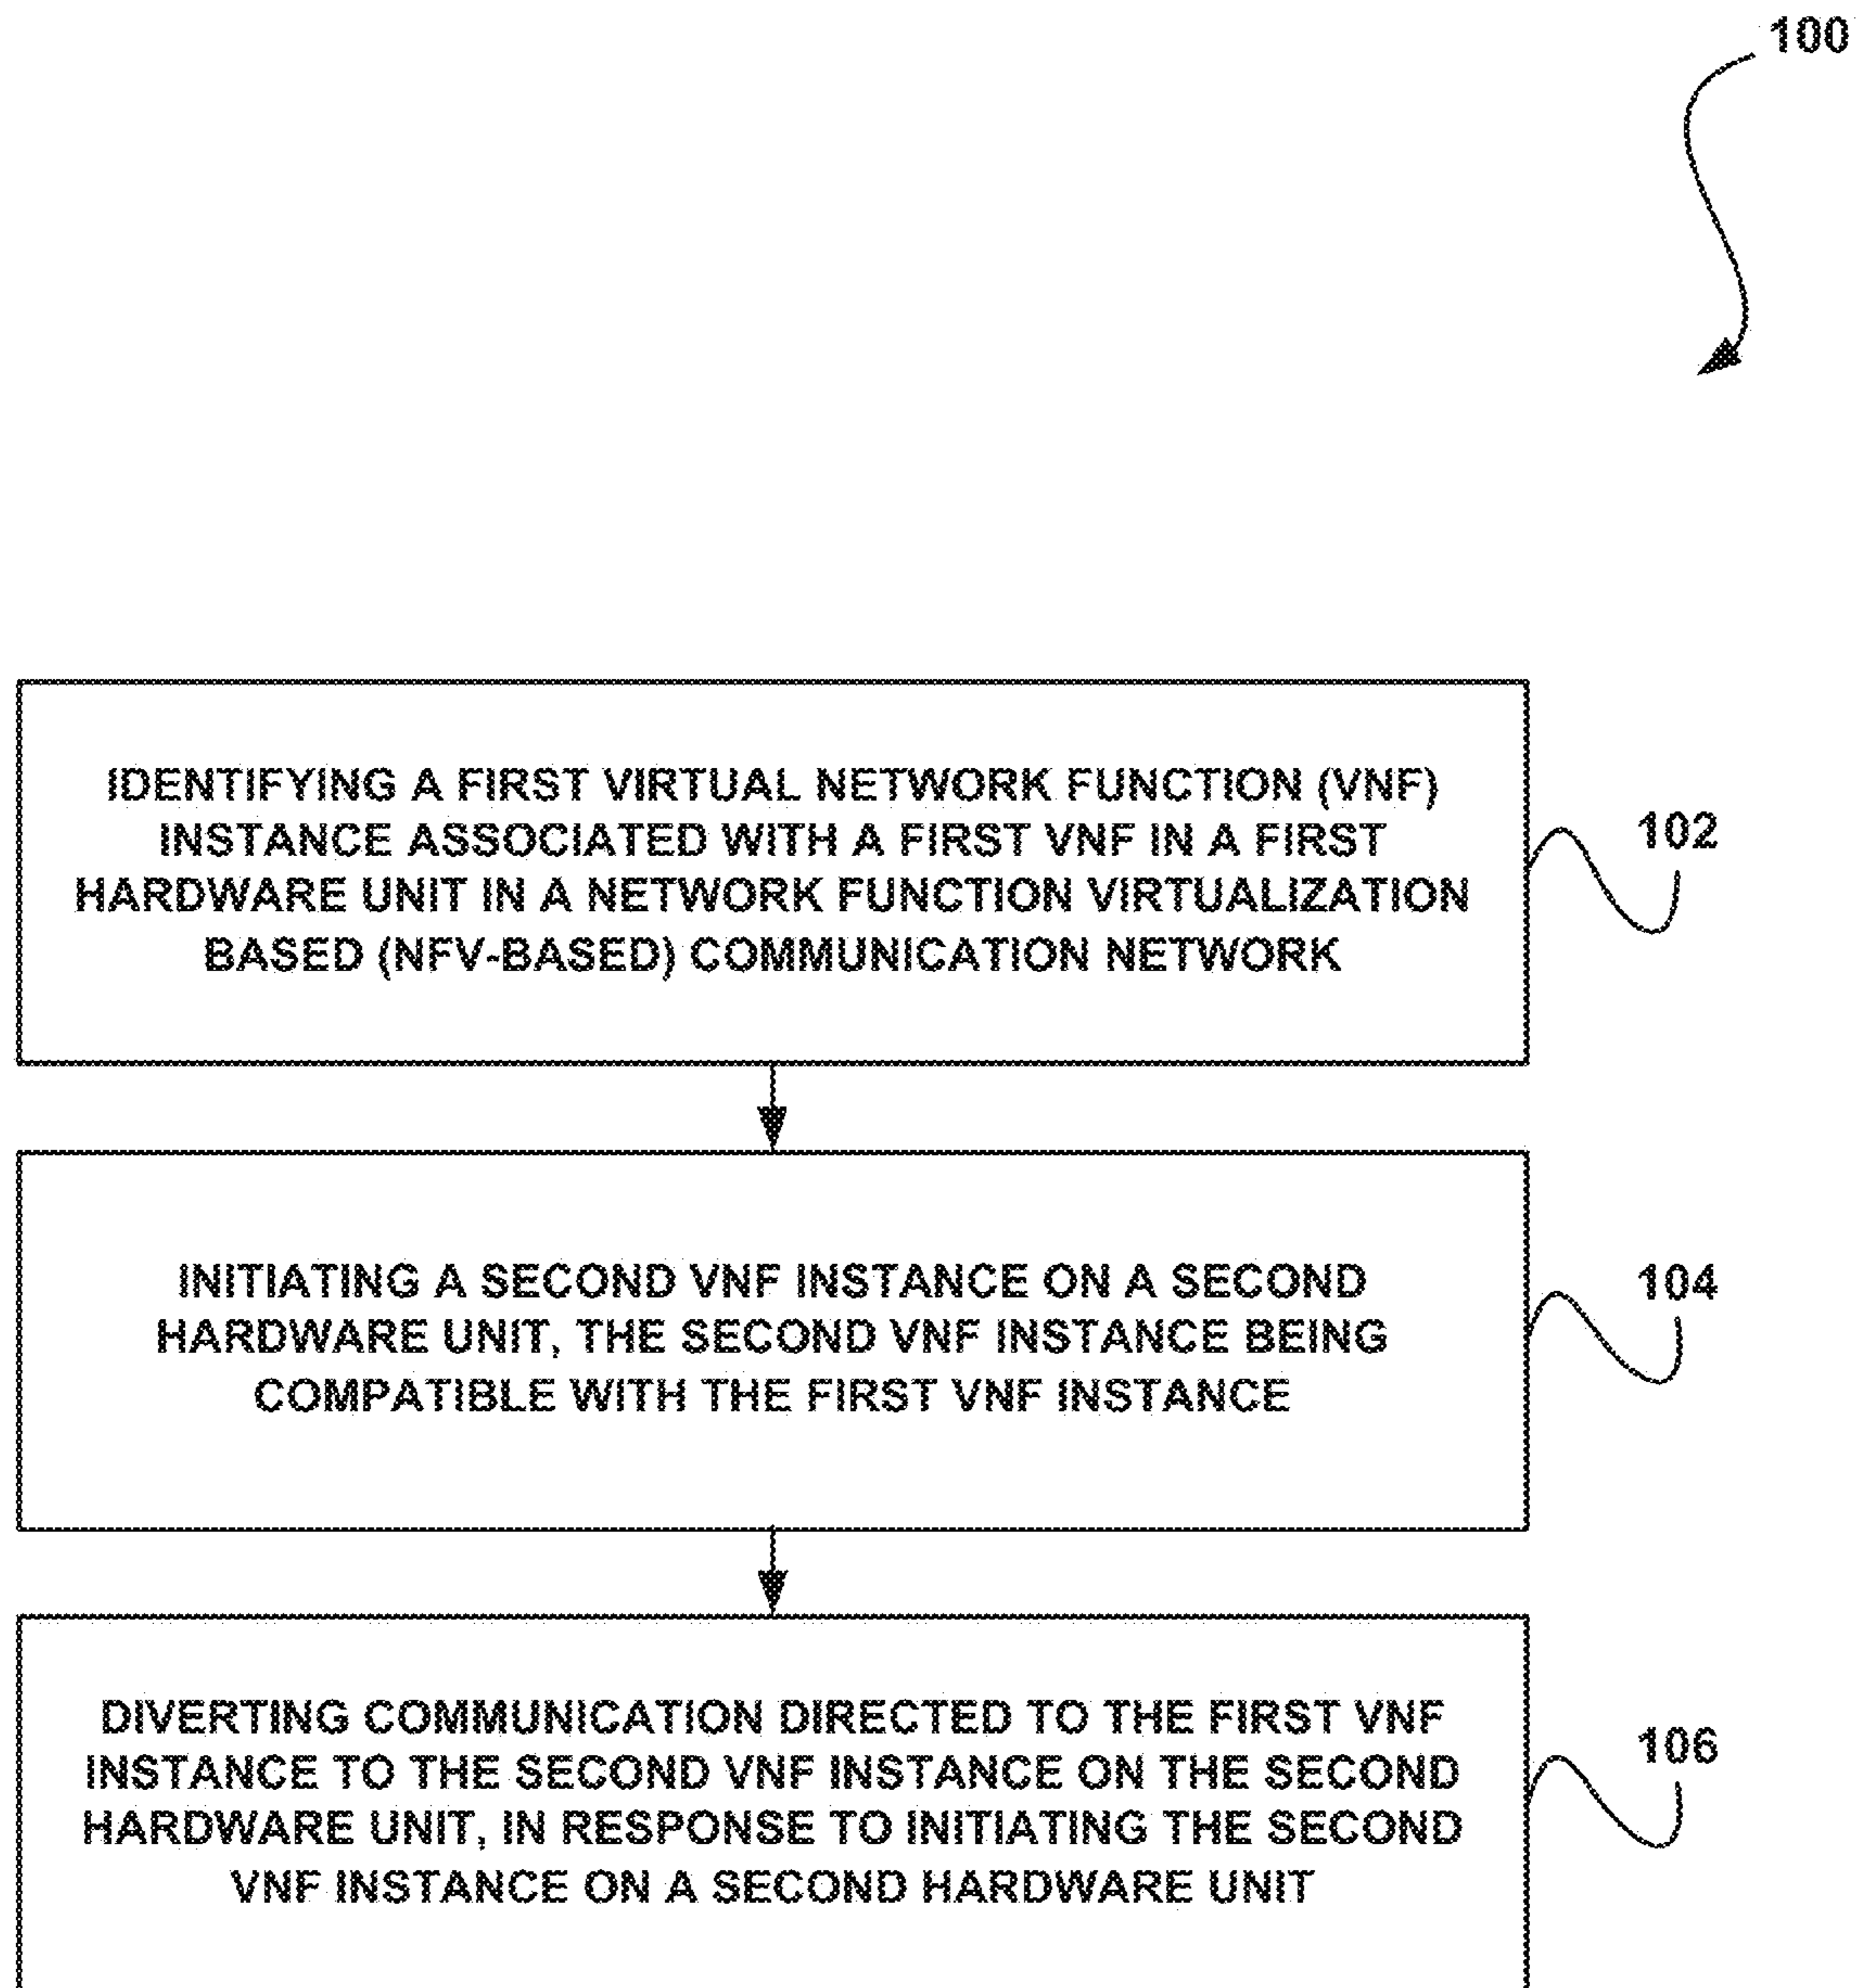 100
IDENTIFYING A FIRST VIRTUAL NETWORK FUNCTION (VNF)
INSTANCE ASSOCIATED WITH A FIRST VNF IN A FIRST
HARDWARE UNIT IN A NETWORK FUNCTION VIRTUALIZATION
BASED (NFV-BASED) COMMUNICATION NETWORK
102
INITIATING A SECOND VNF INSTANCE ON A SECOND
HARDWARE UNIT, THE SECOND VNF INSTANCE BEING
COMPATIBLE WITH THE FIRST VNF INSTANCE
104
DIVERTING COMMUNICATION DIRECTED TO THE FIRST VNF
INSTANCE TO THE SECOND VNF INSTANCE ON THE SECOND
HARDWARE UNIT, IN RESPONSE TO INITIATING THE SECOND
VNF INSTANCE ON A SECOND HARDWARE UNIT
106